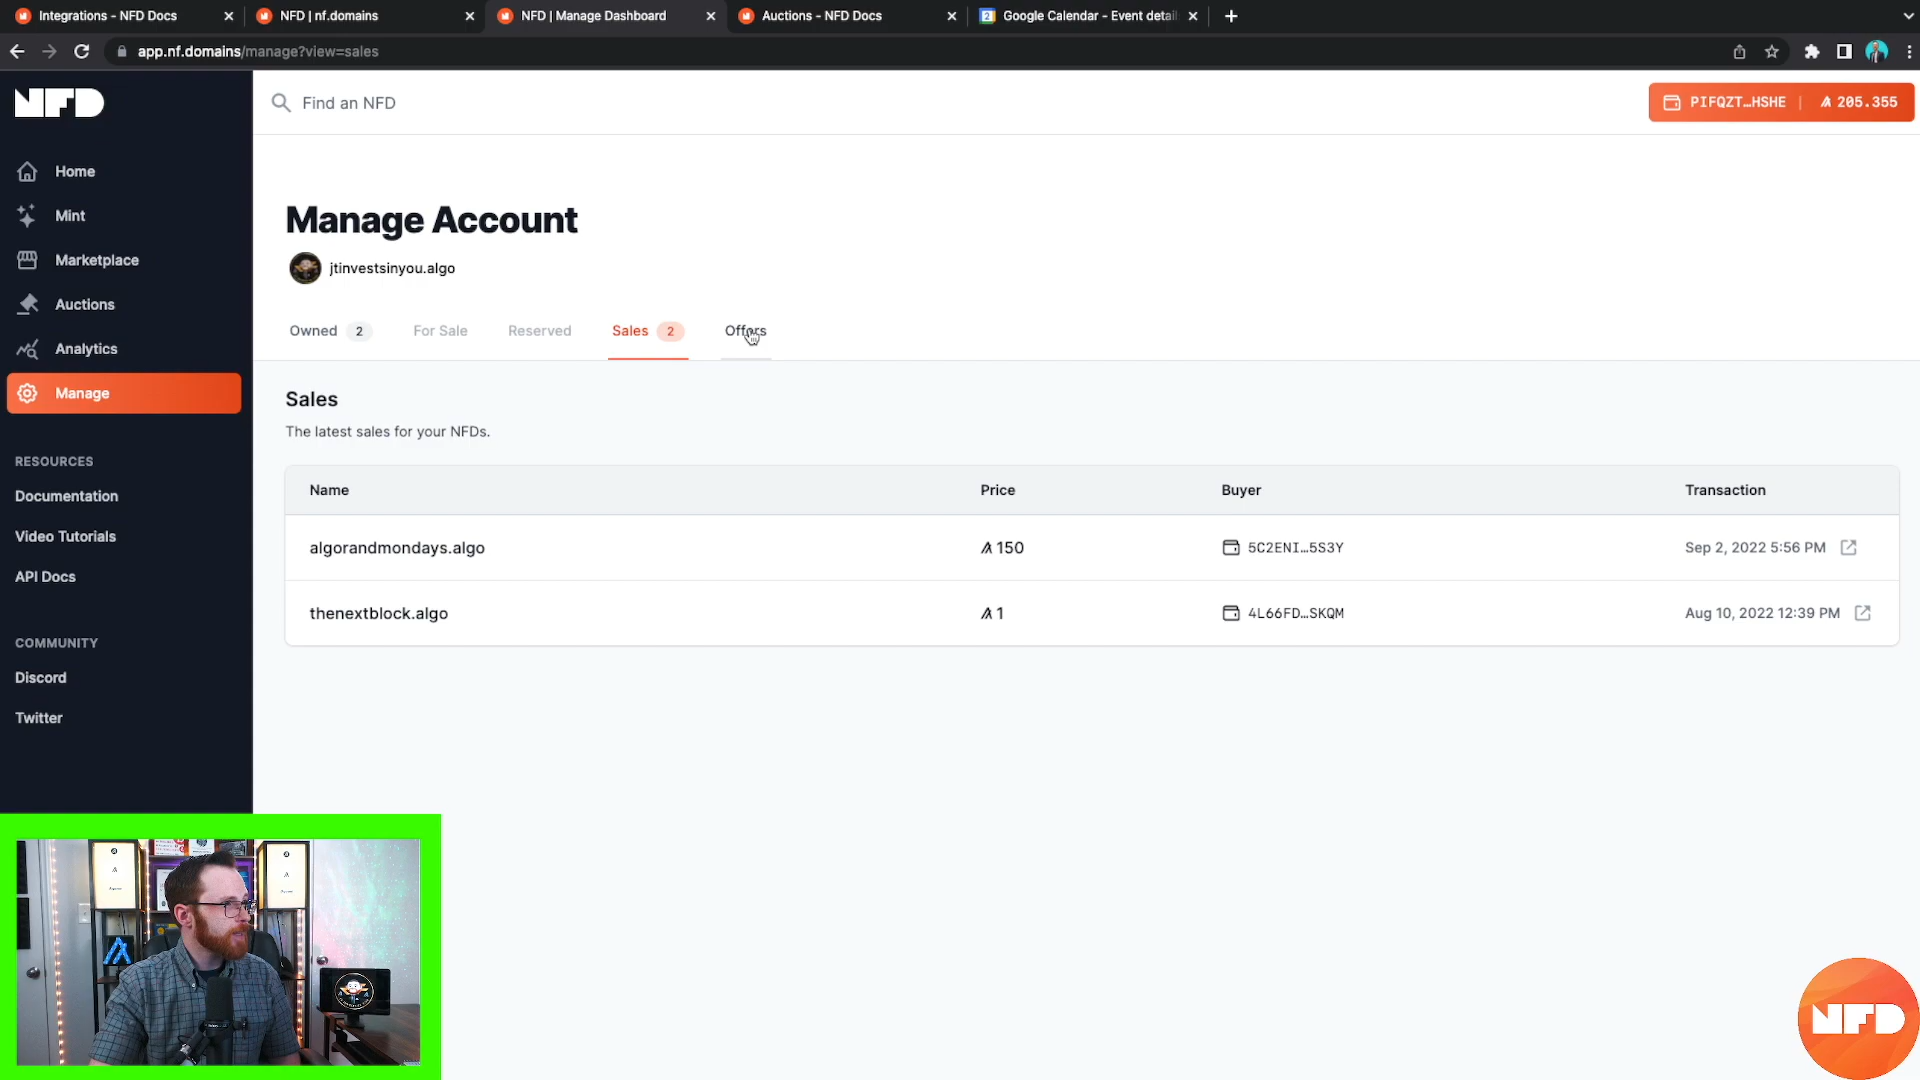 Integrations - NFD Docs
NFD | nf.domains
NFD | Manage Dashboard
Auctions - NFD Docs
Google Calendar - Event detail
app.nf.domains/manage?view=sales
NFD
Find an NFD
PIFQZT…HSHE | 205.355
Home
Mint
Marketplace
Auctions
Analytics
Manage
RESOURCES
Documentation
Video Tutorials
API Docs
COMMUNITY
Discord
Twitter
Manage Account
jtinvestsinyou.algo
Owned 2
For Sale
Reserved
Sales 2
Offers
Sales
The latest sales for your NFDs.
Name Price Buyer Transaction
algorandmondays.algo 150 5C2ENI…5S3Y Sep 2, 2022 5:56 PM
thenextblock.algo 1 4L66FD…SKQM Aug 10, 2022 12:39 PM
NFD